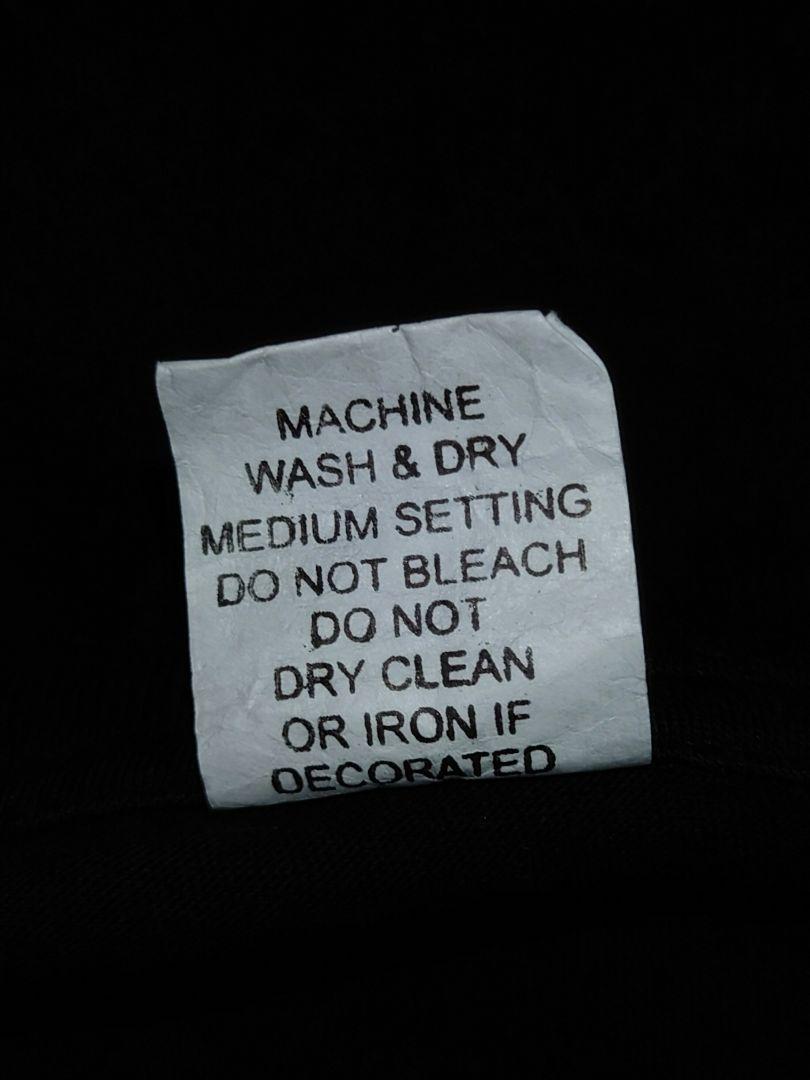 MACHINE
WASH & DRY
MEDIUM SETTING
DO NOT BLEACH
DO NOT
DRY CLEAN
OR IRON IF
DECORATED